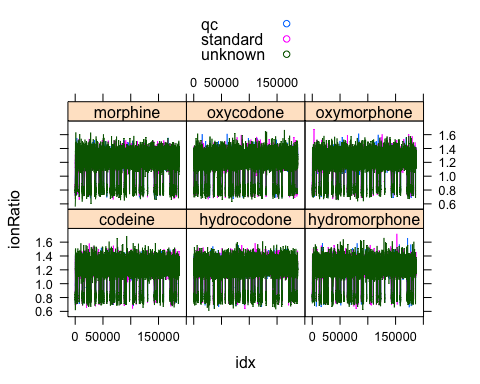 qc
standard
unknown
0 50000 150000
morphine oxycodone oxymorphone
1.6
1.4
1.2
1.0
0.8
0.6
codeine hydrocodone hydromorphone
1.6
1.4
1.2
1.0
0.8
0.6
ionRatio
0 50000 150000 0 50000 150000
idx